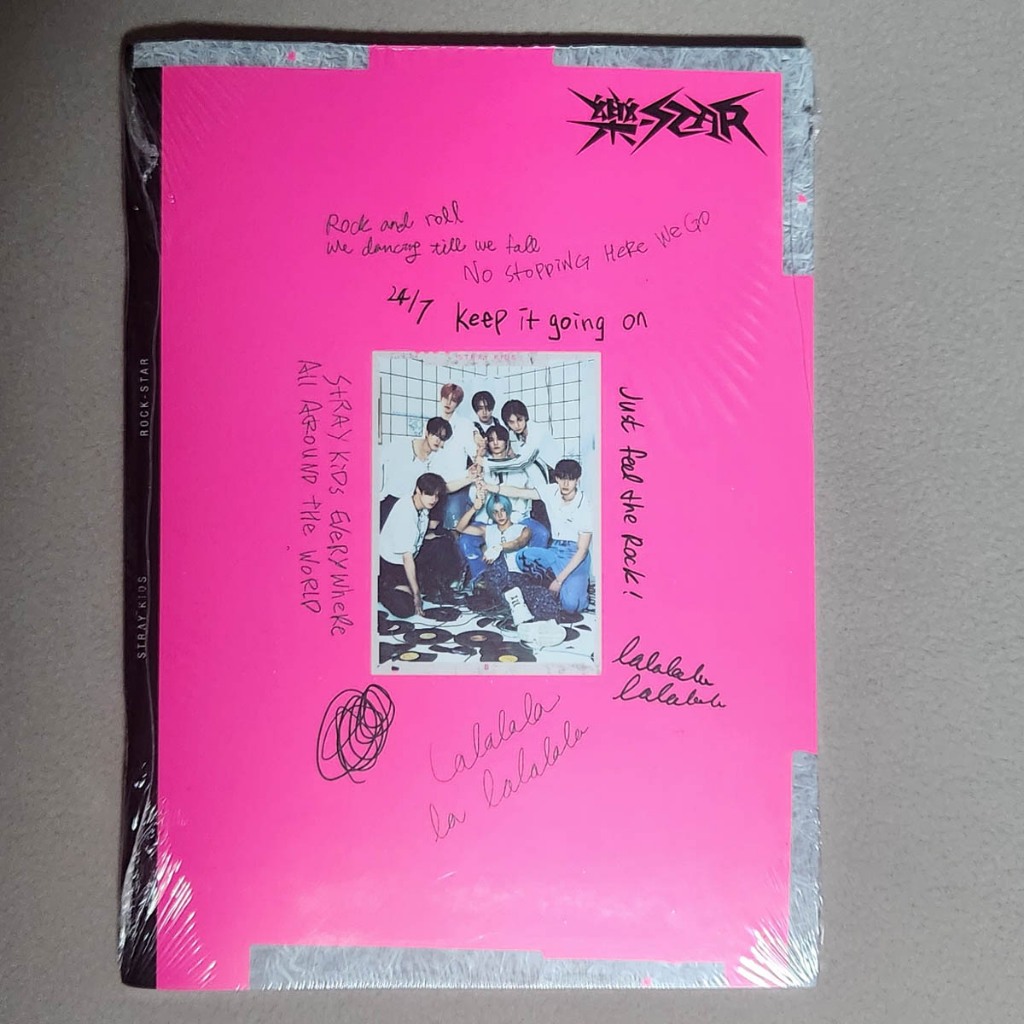 樂-STAR
Rock and roll
We dancing till we fall
No stopping Here We Go
24/7
keep it going on
STRAY KIDS
Just feel the Rock!
StRAY KiDS EVERYWHeRe
All AROUND THE WORLD
ROCK-STAR
STRAY KIDS
lalalala
lalalala
Lalalala
la lalalala